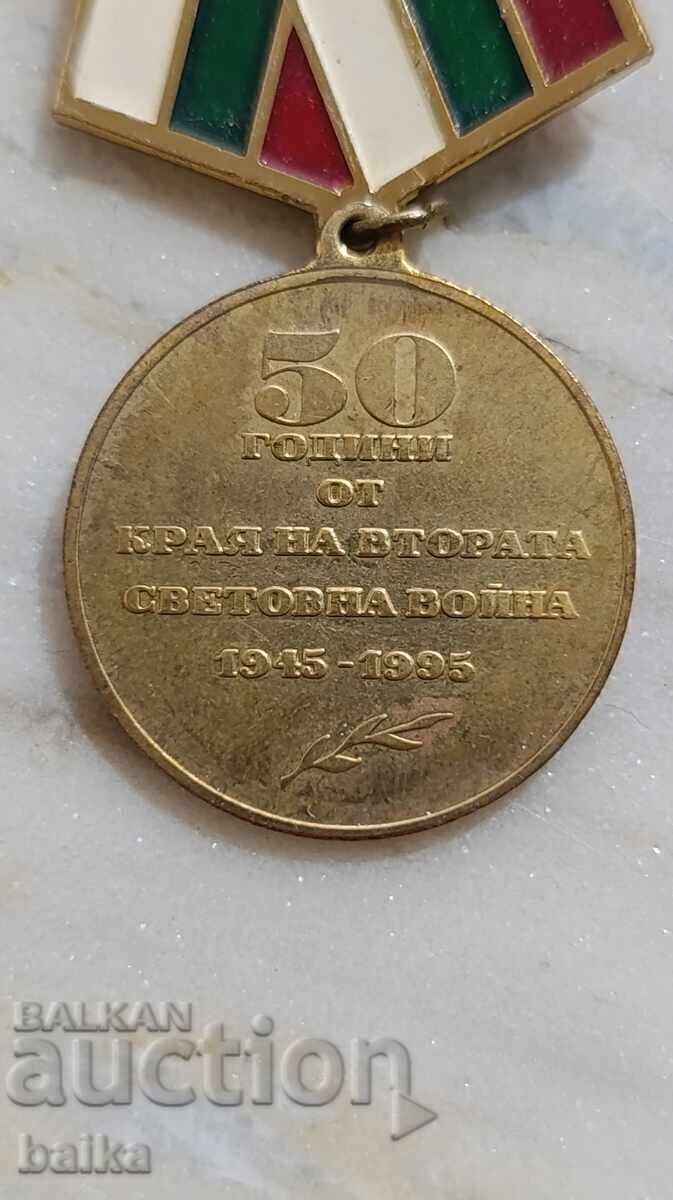 50
ГОДИНИ
ОТ
КРАЯ НА ВТОРАТА
СВЕТОВНА ВОЙНА
1945-1995
BALKAN
auction
baika